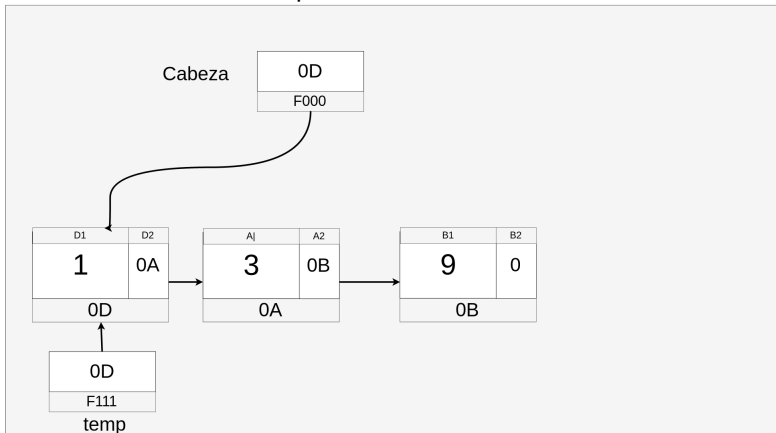 Cabeza
0D
F000
D1 D2 A| A2 B1 B2
1 0A 3 0B 9 0
0D 0A 0B
0D
F111
temp